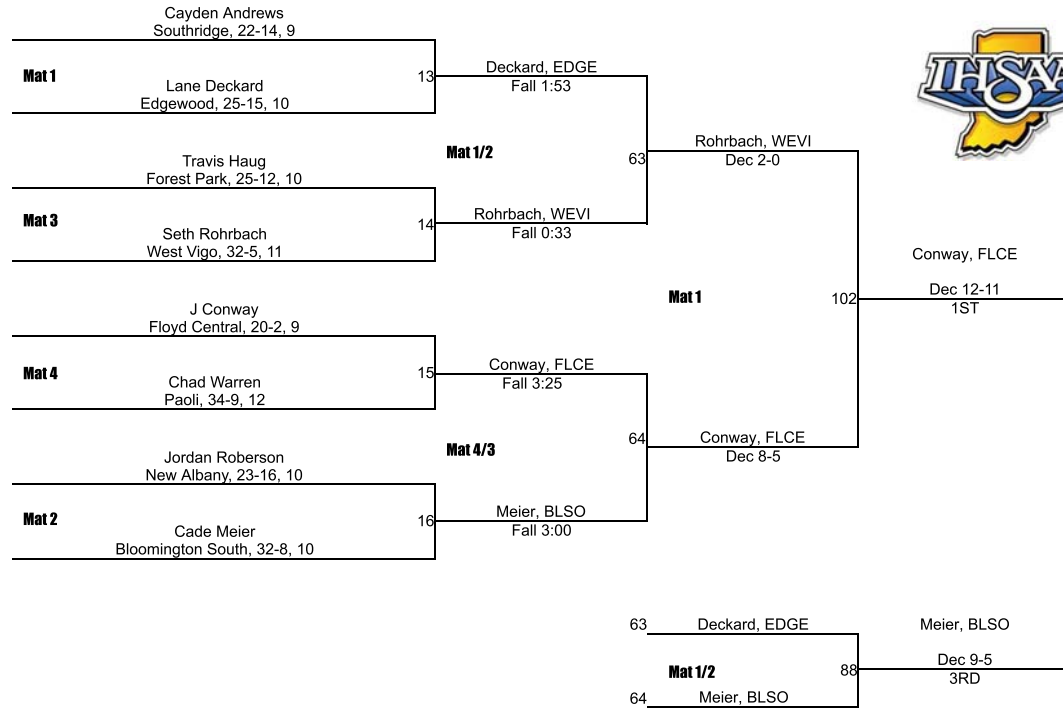 Cayden Andrews
Southridge, 22-14, 9
Mat 1
13
Lane Deckard
Edgewood, 25-15, 10
Deckard, EDGE
Fall 1:53
Mat 1/2
63
Travis Haug
Forest Park, 25-12, 10
Mat 3
14
Seth Rohrbach
West Vigo, 32-5, 11
Rohrbach, WEVI
Fall 0:33
Rohrbach, WEVI
Dec 2-0
IHSAA
Mat 1
102
Conway, FLCE
Dec 12-11
1ST
J Conway
Floyd Central, 20-2, 9
Mat 4
15
Chad Warren
Paoli, 34-9, 12
Conway, FLCE
Fall 3:25
Mat 4/3
64
Conway, FLCE
Dec 8-5
Jordan Roberson
New Albany, 23-16, 10
Mat 2
16
Cade Meier
Bloomington South, 32-8, 10
Meier, BLSO
Fall 3:00
63
Deckard, EDGE
Mat 1/2
88
64
Meier, BLSO
Meier, BLSO
Dec 9-5
3RD